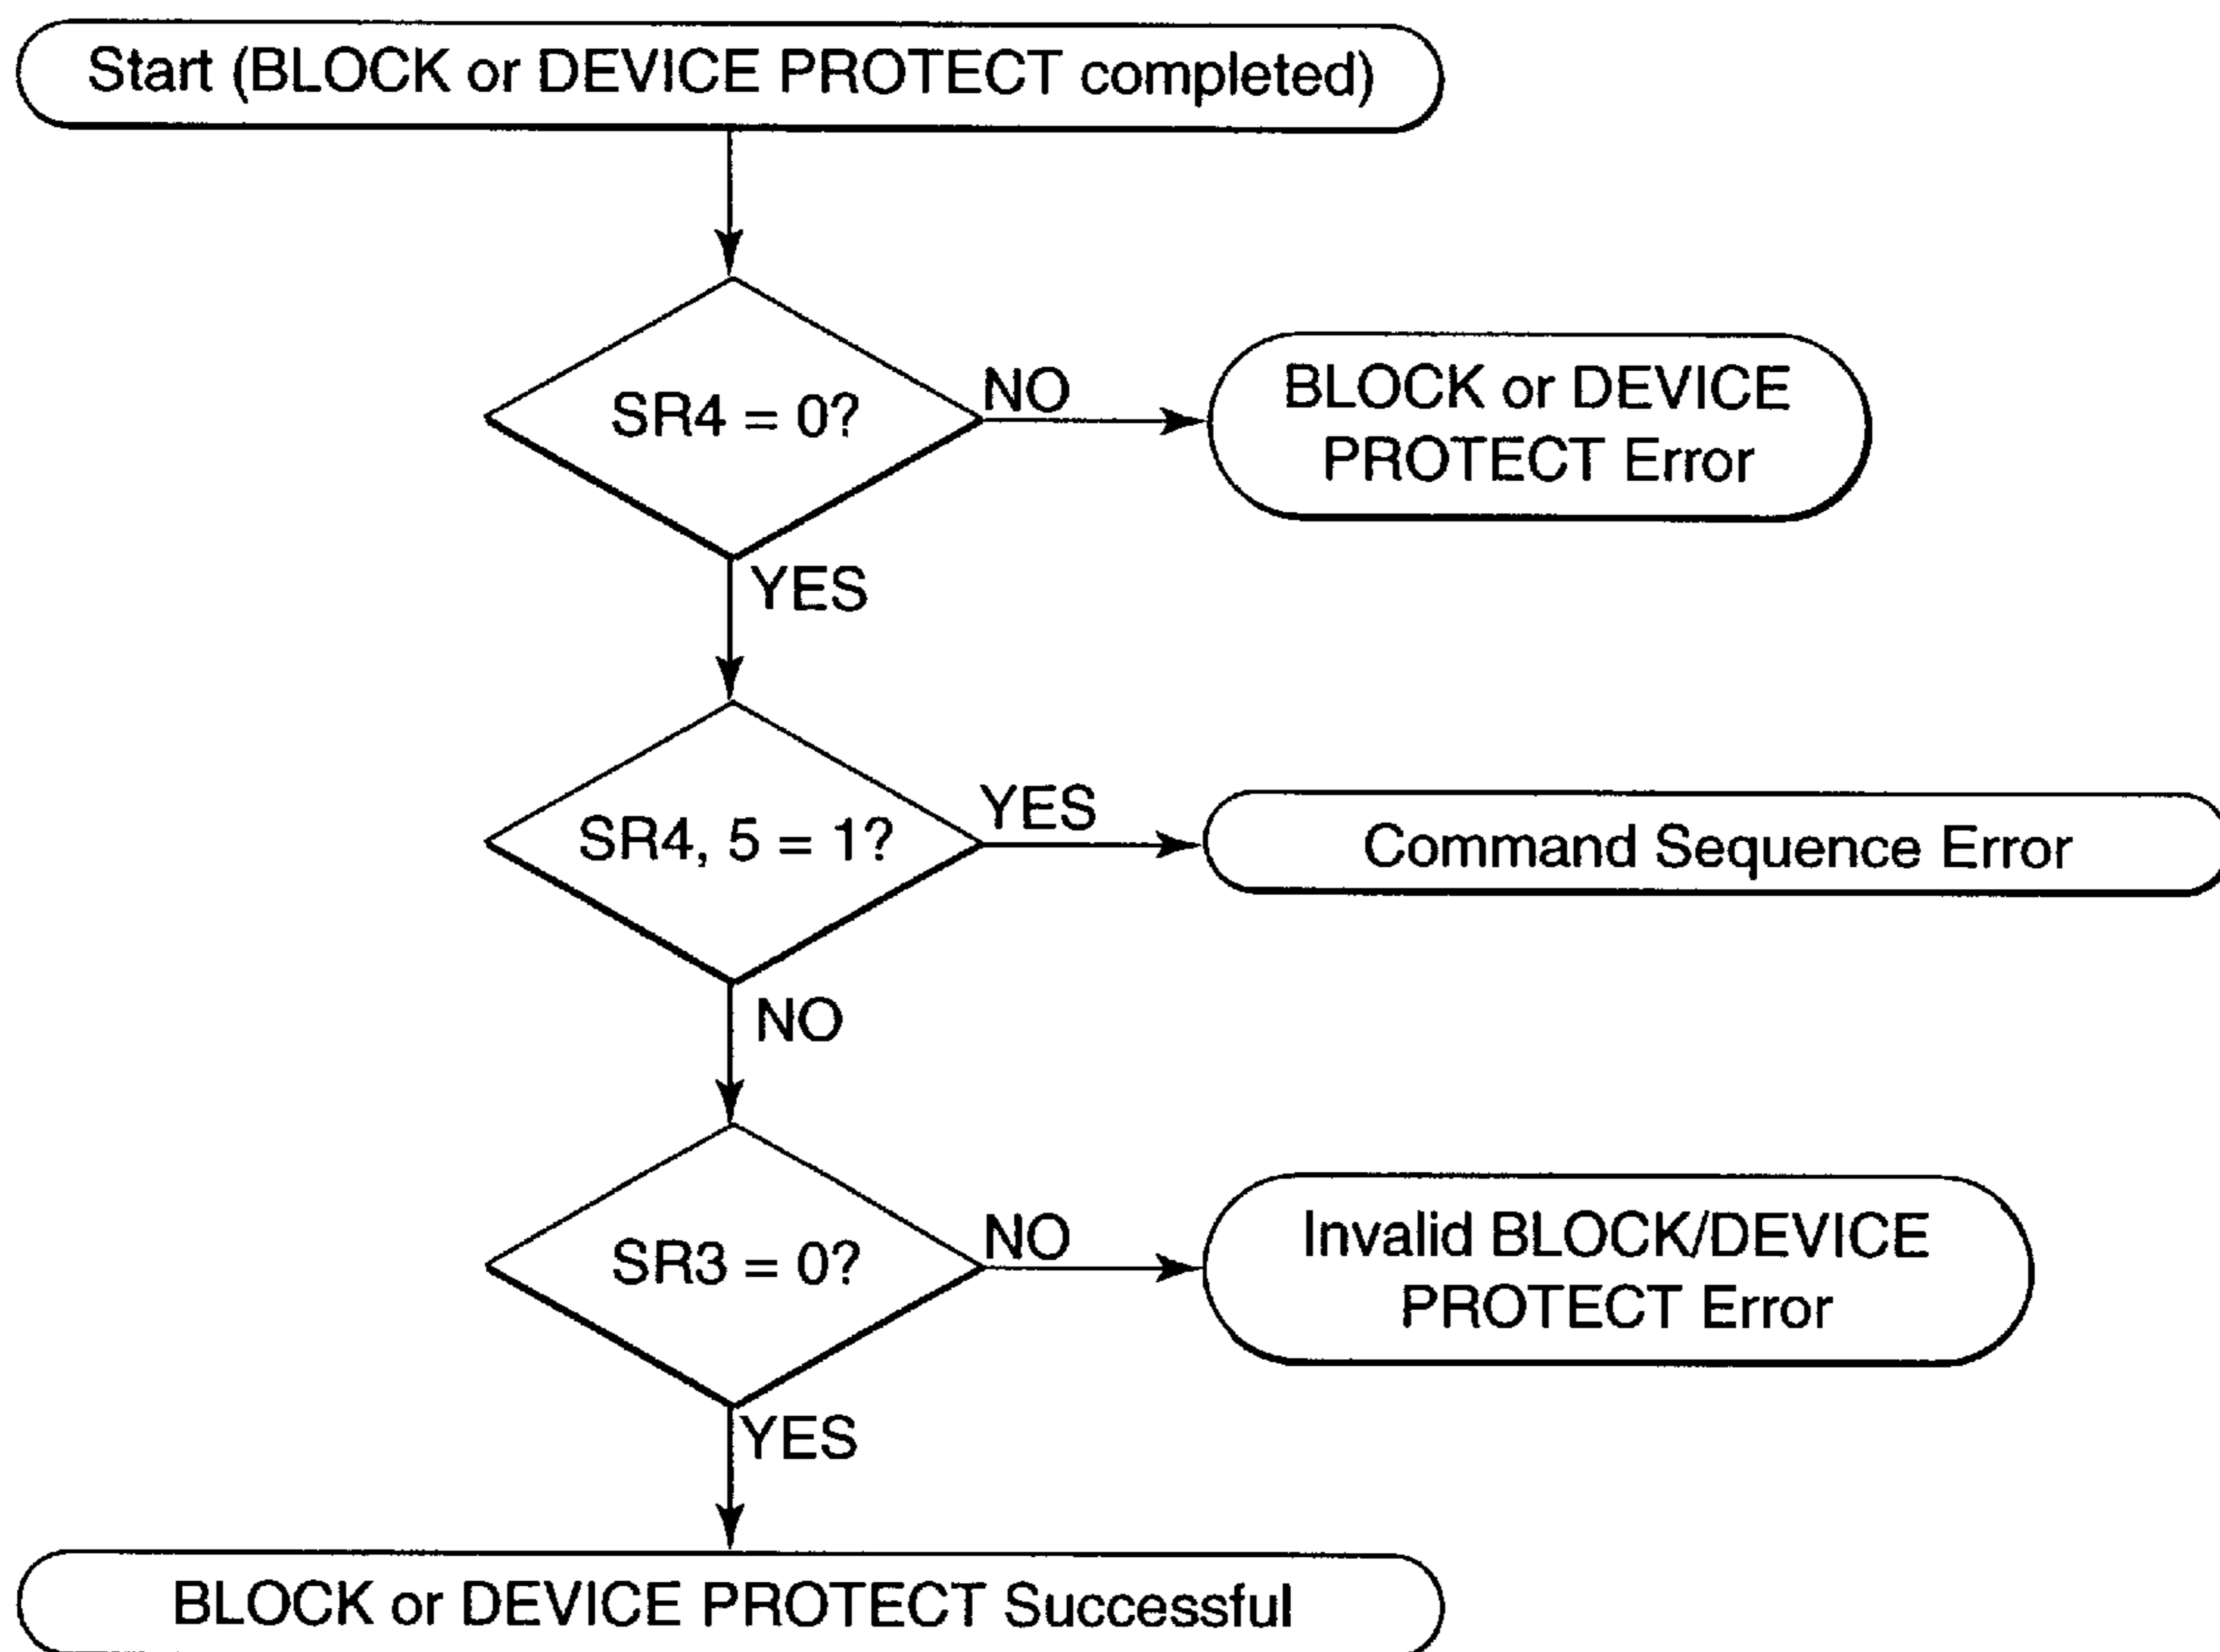 Start (BLOCK or DEVICE PROTECT completed)
SR4 = 0?
NO
BLOCK or DEVICE
PROTECT Error
YES
SR4, 5 = 1?
YES
Command Sequence Error
NO
SR3 = 0?
NO
Invalid BLOCK/DEVICE
PROTECT Error
YES
BLOCK or DEVICE PROTECT Successful